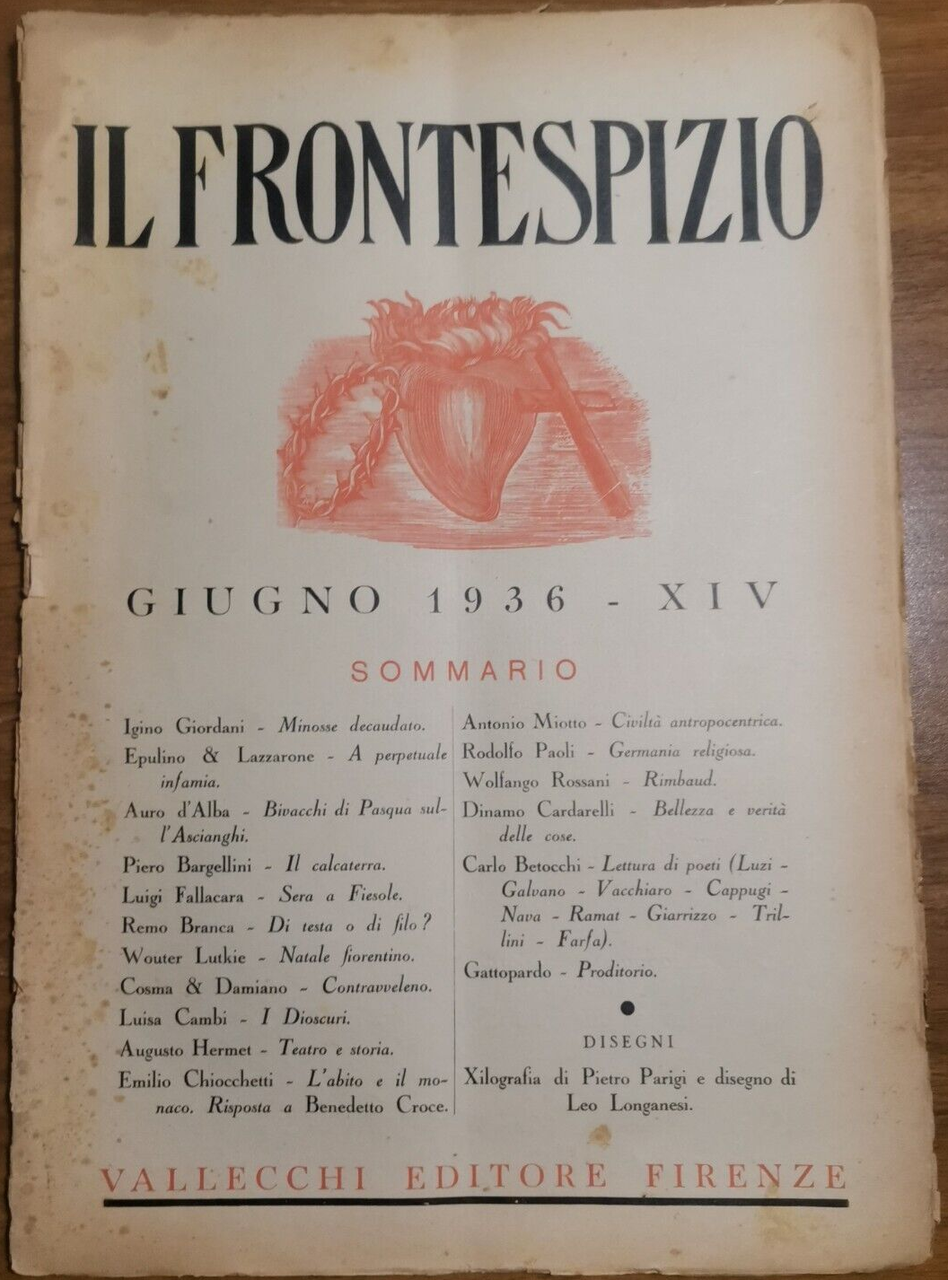 IL FRONTESPIZIO
GIUGNO 1936 - XIV
SOMMARIO
Igino Giordani - Minosse decaudato.
Epulino & Lazzarone - A perpetuale
infamia.
Auro d'Alba - Bivacchi di Pasqua sul-
l'Ascianghi.
Piero Bargellini - Il calcaterra.
Luigi Fallacara - Sera a Fiesole.
Remo Branca - Di testa o di filo?
Wouter Lutkie - Natale fiorentino.
Cosma & Damiano - Contravveleno.
Luisa Cambi - I Dioscuri.
Augusto Hermet - Teatro e storia.
Emilio Chiocchetti - L'abito e il mo-
naco. Risposta a Benedetto Croce.
Antonio Miotto - Civiltà antropocentrica.
Rodolfo Paoli - Germania religiosa.
Wolfango Rossani - Rimbaud.
Dinamo Cardarelli - Bellezza e verità
delle cose.
Carlo Betocchi - Lettura di poeti (Luzi -
Galvano - Vacchiaro - Cappugi -
Nava - Ramat - Giarrizzo - Tril-
lini - Farfa).
Gattopardo - Proditorio.
DISEGNI
Xilografia di Pietro Parigi e disegno di
Leo Longanesi.
VALLECCHI EDITORE FIRENZE